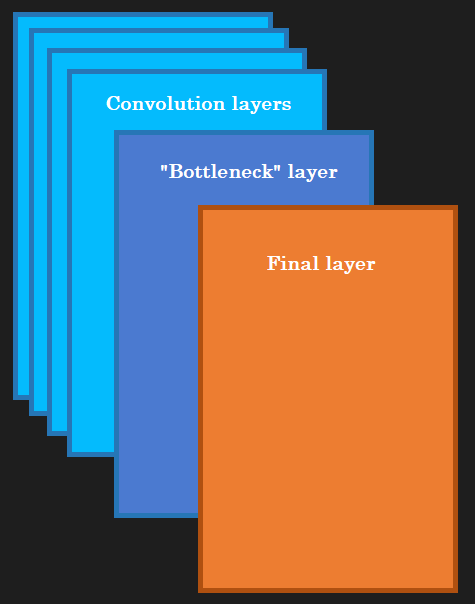 Convolution layers
"Bottleneck" layer
Final layer